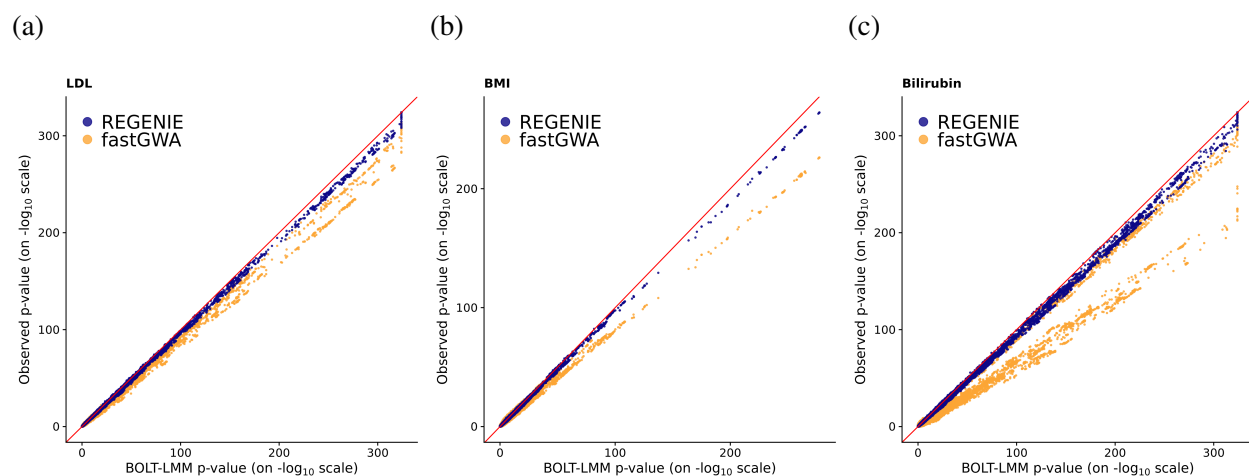 (a)
(b)
(c)
LDL
REGENIE
fastGWA
Observed p-value (on -log10 scale)
300
200
100
0
0 100 200 300
BOLT-LMM p-value (on -log10 scale)
BMI
REGENIE
fastGWA
Observed p-value (on -log10 scale)
200
100
0
0 100 200
BOLT-LMM p-value (on -log10 scale)
Bilirubin
REGENIE
fastGWA
Observed p-value (on -log10 scale)
300
200
100
0
0 100 200 300
BOLT-LMM p-value (on -log10 scale)